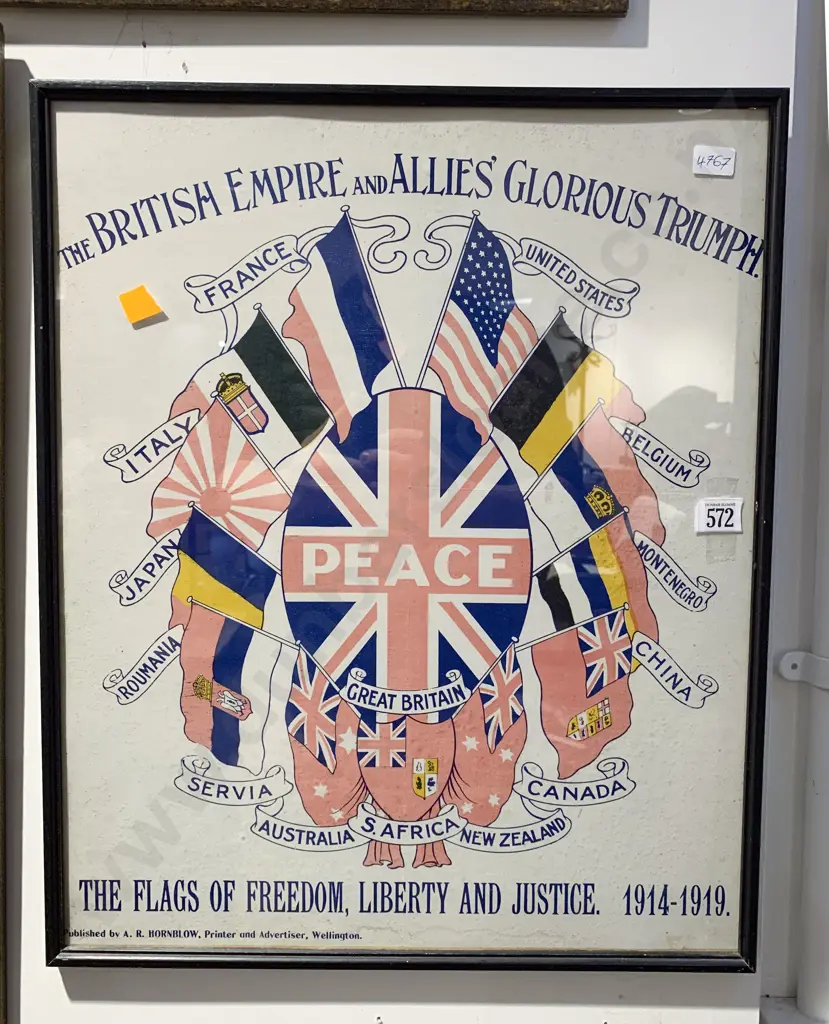 4767
THE BRITISH EMPIRE AND ALLIES' GLORIOUS TRIUMPH.
FRANCE
UNITED STATES
ITALY
BELGIUM
572
PEACE
JAPAN
MONTENEGRO
ROUMANIA
CHINA
GREAT BRITAIN
SERVIA
CANADA
AUSTRALIA
S. AFRICA
NEW ZEALAND
THE FLAGS OF FREEDOM, LIBERTY AND JUSTICE. 1914-1919.
Published by A. R. HORNBLOW, Printer and Advertiser, Wellington.